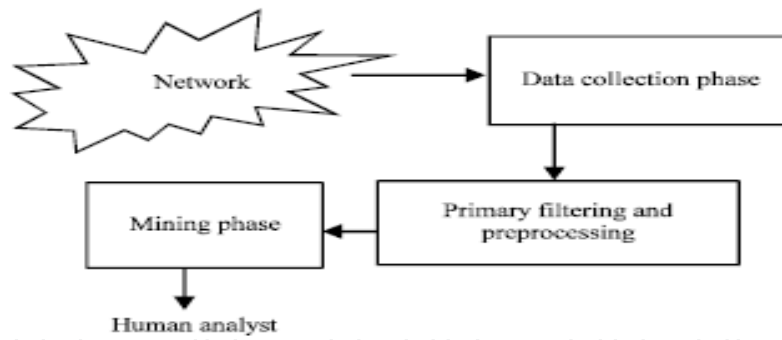 Network
Data collection phase
Primary filtering and
preprocessing
Mining phase
Human analyst